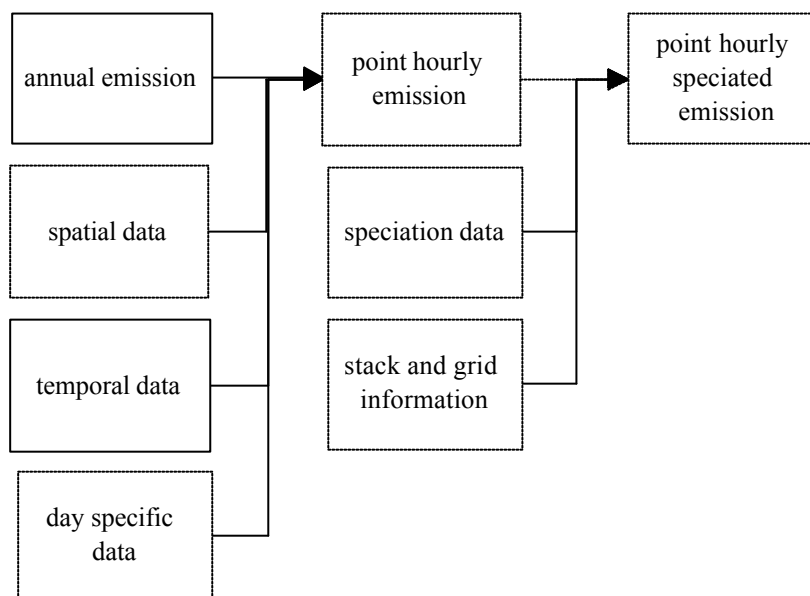 annual emission
point hourly
emission
point hourly
speciated
emission
spatial data
speciation data
temporal data
stack and grid
information
day specific
data